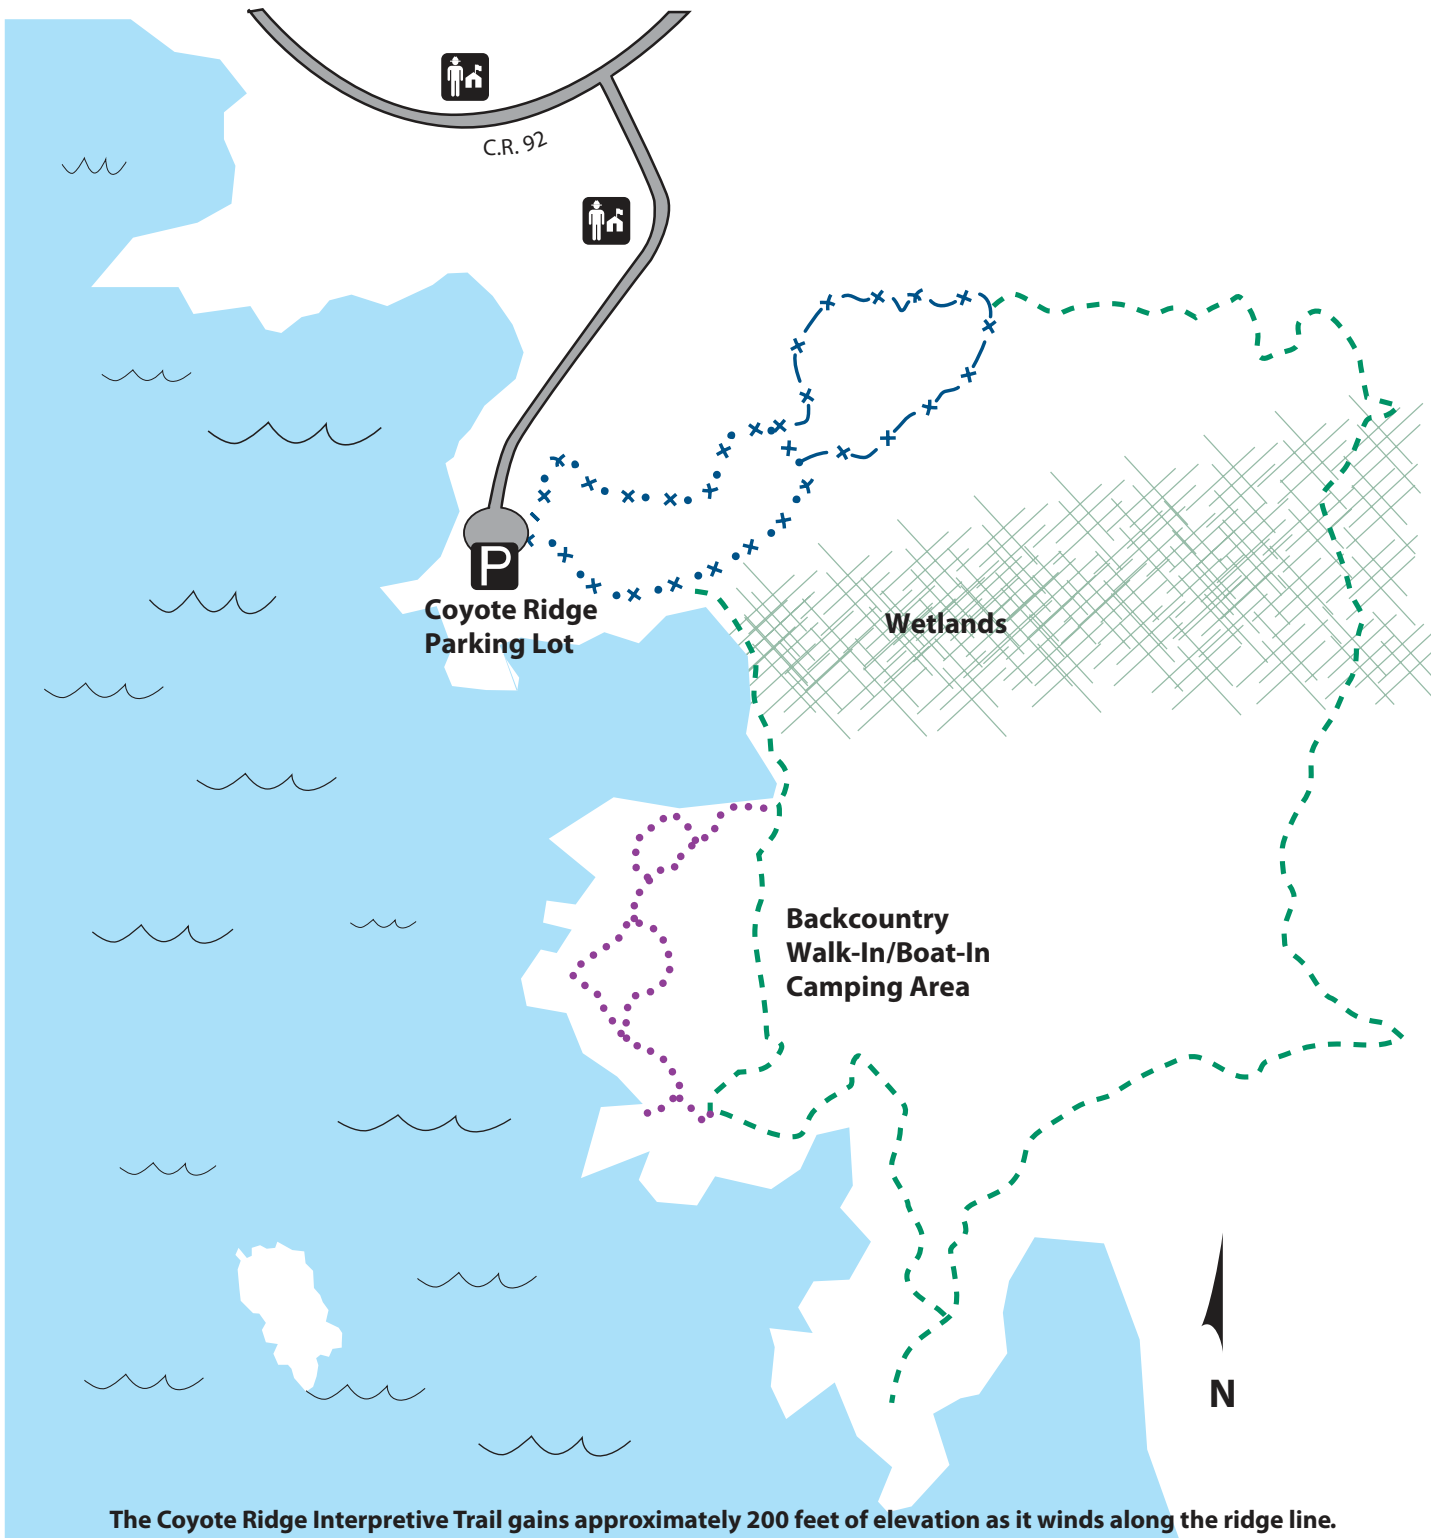 C.R. 92
P
Coyote Ridge
Parking Lot
Wetlands
Backcountry
Walk-In/Boat-In
Camping Area
N
The Coyote Ridge Interpretive Trail gains approximately 200 feet of elevation as it winds along the ridge line.